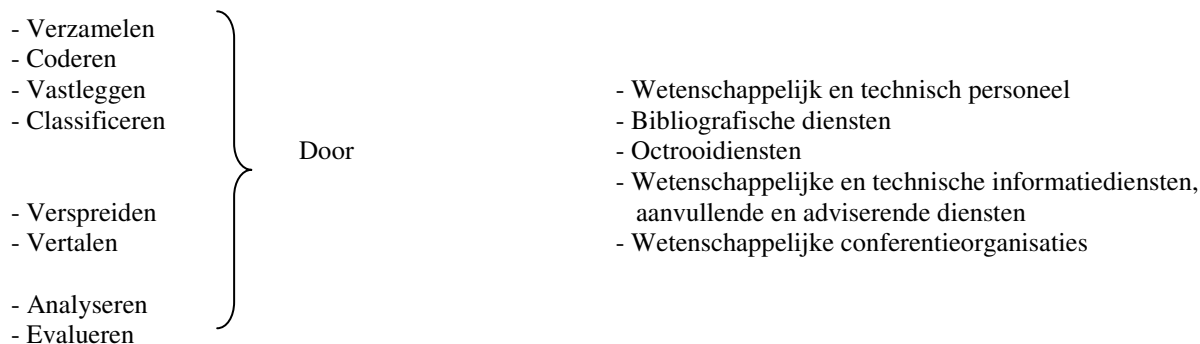 - Verzamelen
- Coderen
- Vastleggen
- Classificeren
- Verspreiden
- Vertalen
- Analyseren
- Evalueren
Door
- Wetenschappelijk en technisch personeel
- Bibliografische diensten
- Octrooidiensten
- Wetenschappelijke en technische informatiediensten,
aanvullende en adviserende diensten
- Wetenschappelijke conferentieorganisaties